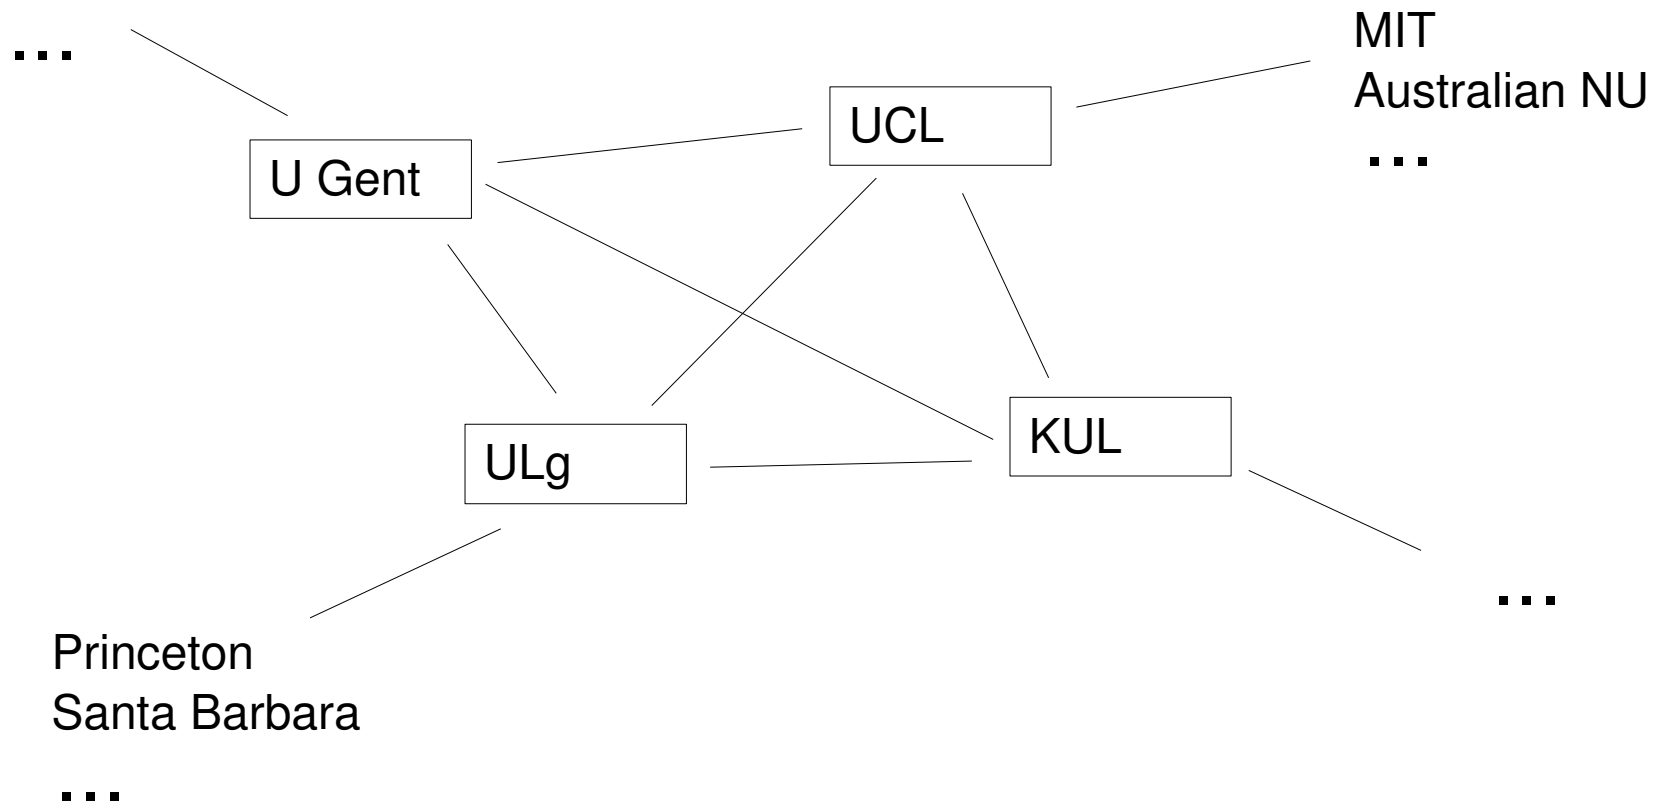 ...
MIT
Australian NU
...
UCL
U Gent
KUL
ULg
...
Princeton
Santa Barbara
...